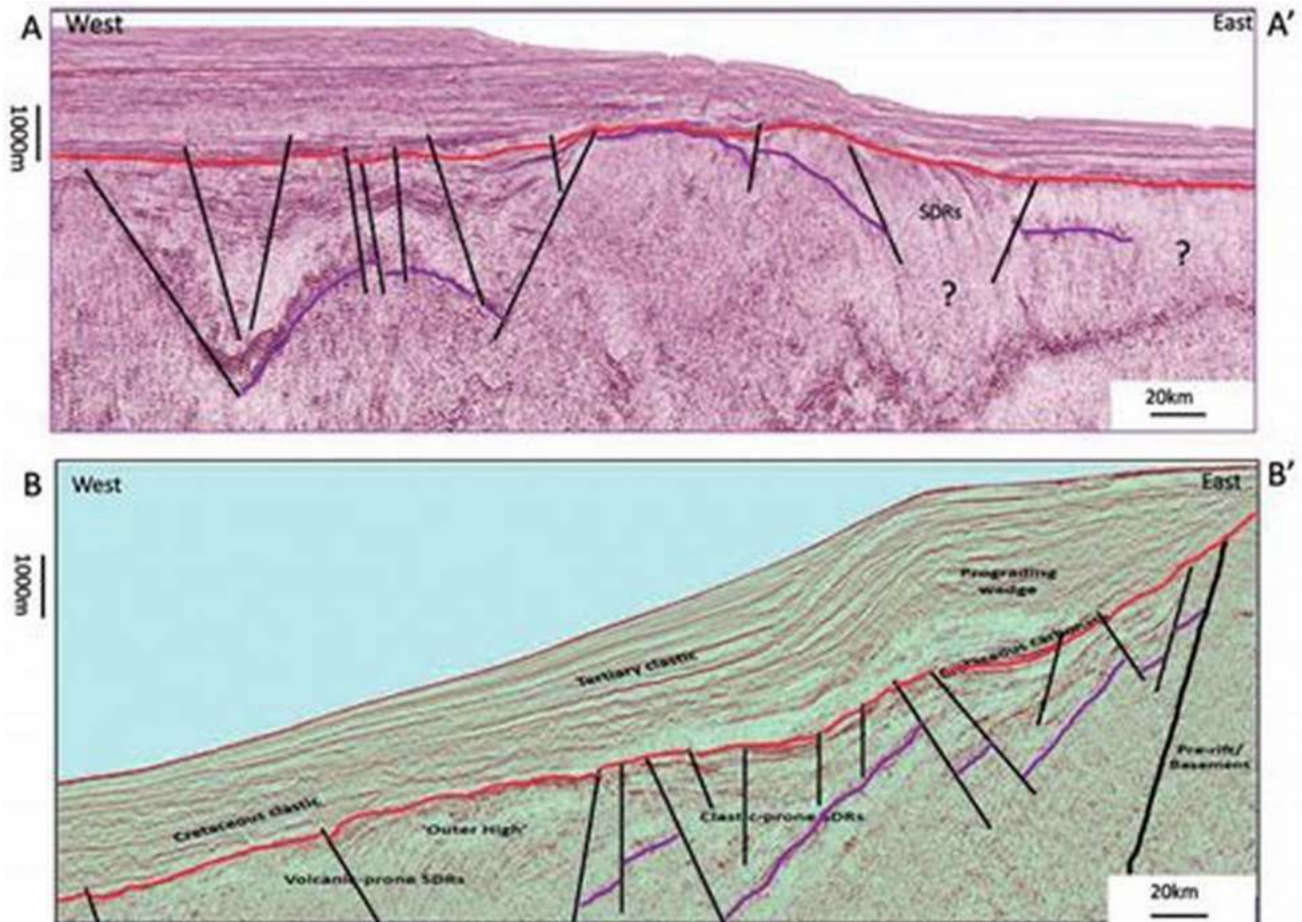 A
West
East
A'
1000m
SDRs
?
?
20km
B
West
East
B'
1000m
Prograding
wedge
Tertiary clastic
Cretaceous carbonate
Pre-rift/
Basement
Cretaceous clastic
'Outer High'
Clastic-prone SDRs
Volcanic-prone SDRs
20km